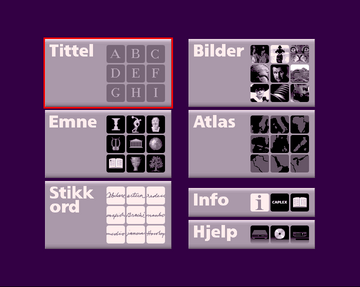 Tittel
A B C
D E F
G H I
Bilder
Emne
Atlas
Stikk
ord
Info
i CAPLEX
Hjelp